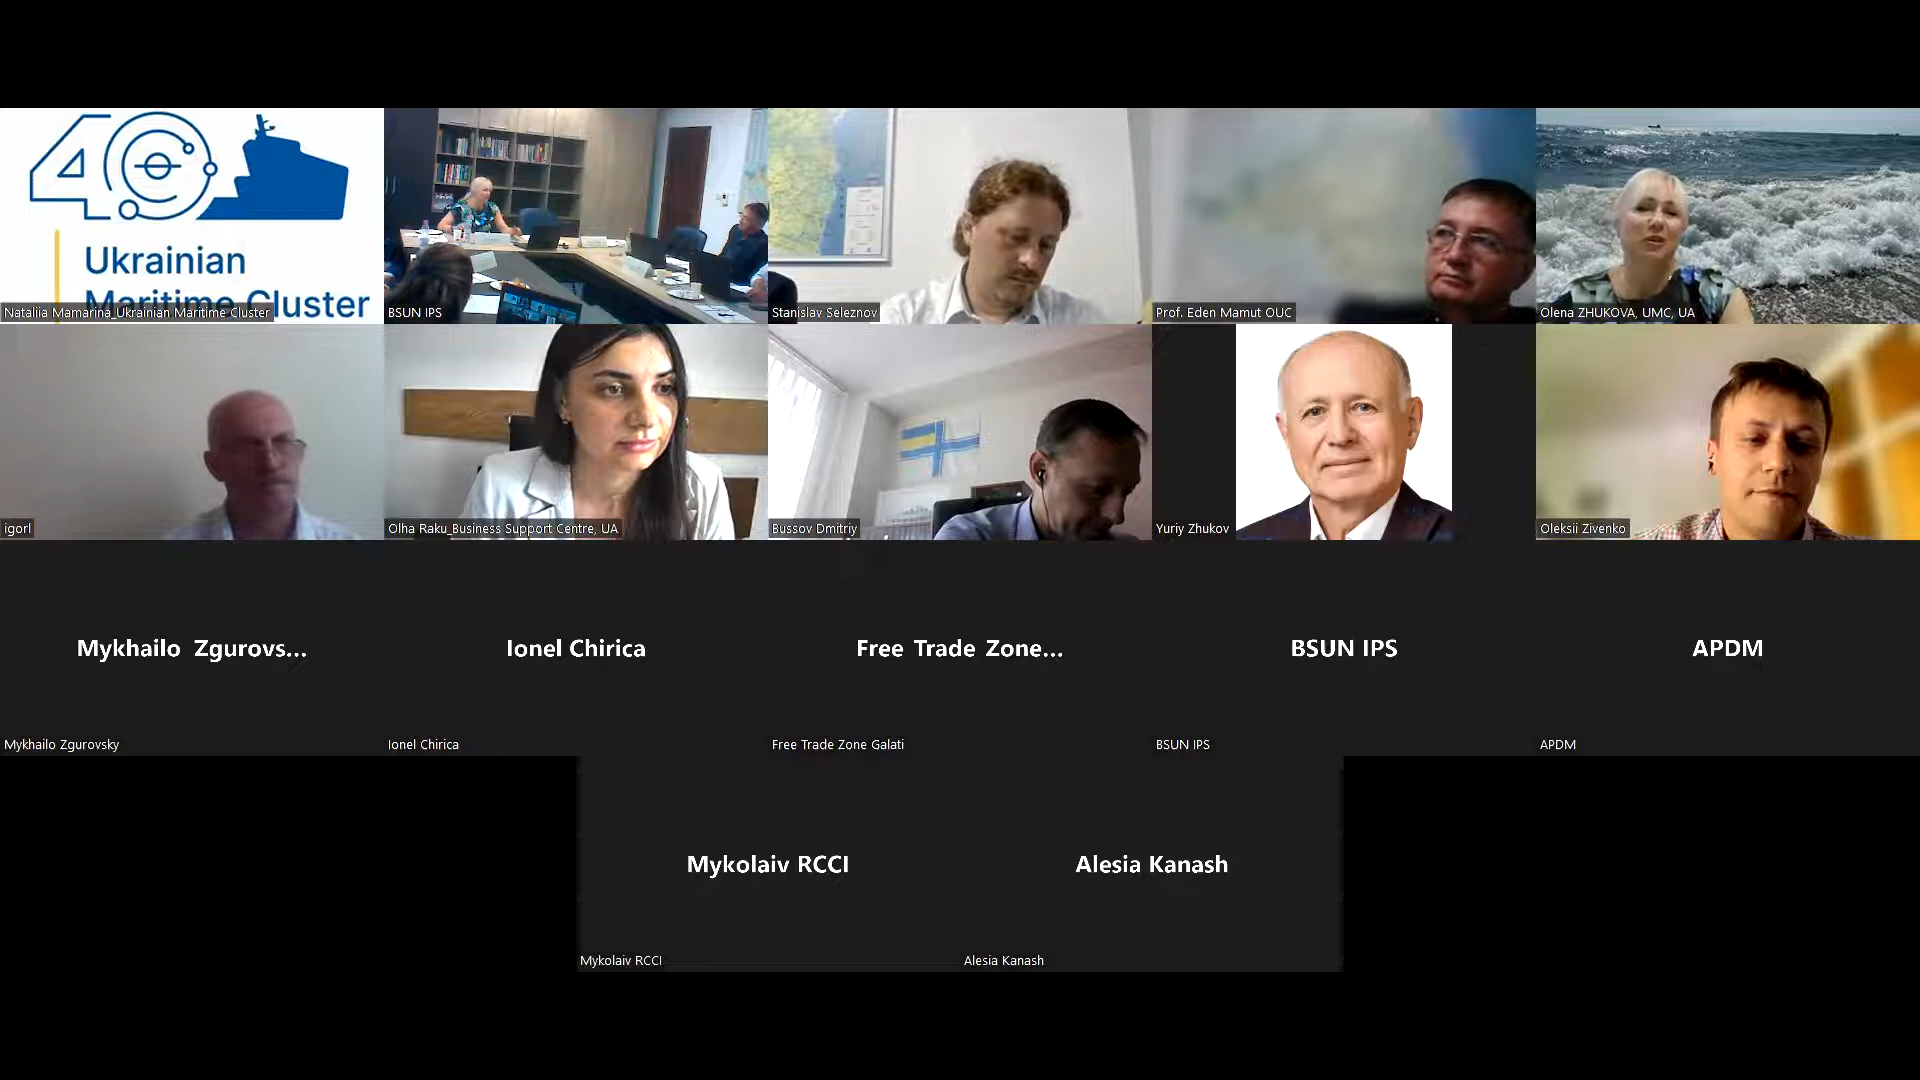 Ukrainian
Maritime Cluster
Nataliia Mamarina_Ukrainian Maritime Cluster
BSUN IPS
Stanislav Seleznov
Prof. Eden Mamut OUC
Olena ZHUKOVA, UMC, UA
igorl
Olha Raku_Business Support Centre, UA
Bussov Dmitriy
Yuriy Zhukov
Oleksii Zivenko
Mykhailo Zgurovs...
Ionel Chirica
Free Trade Zone...
BSUN IPS
APDM
Mykhailo Zgurovsky
Ionel Chirica
Free Trade Zone Galati
BSUN IPS
APDM
Mykolaiv RCCI
Alesia Kanash
Mykolaiv RCCI
Alesia Kanash